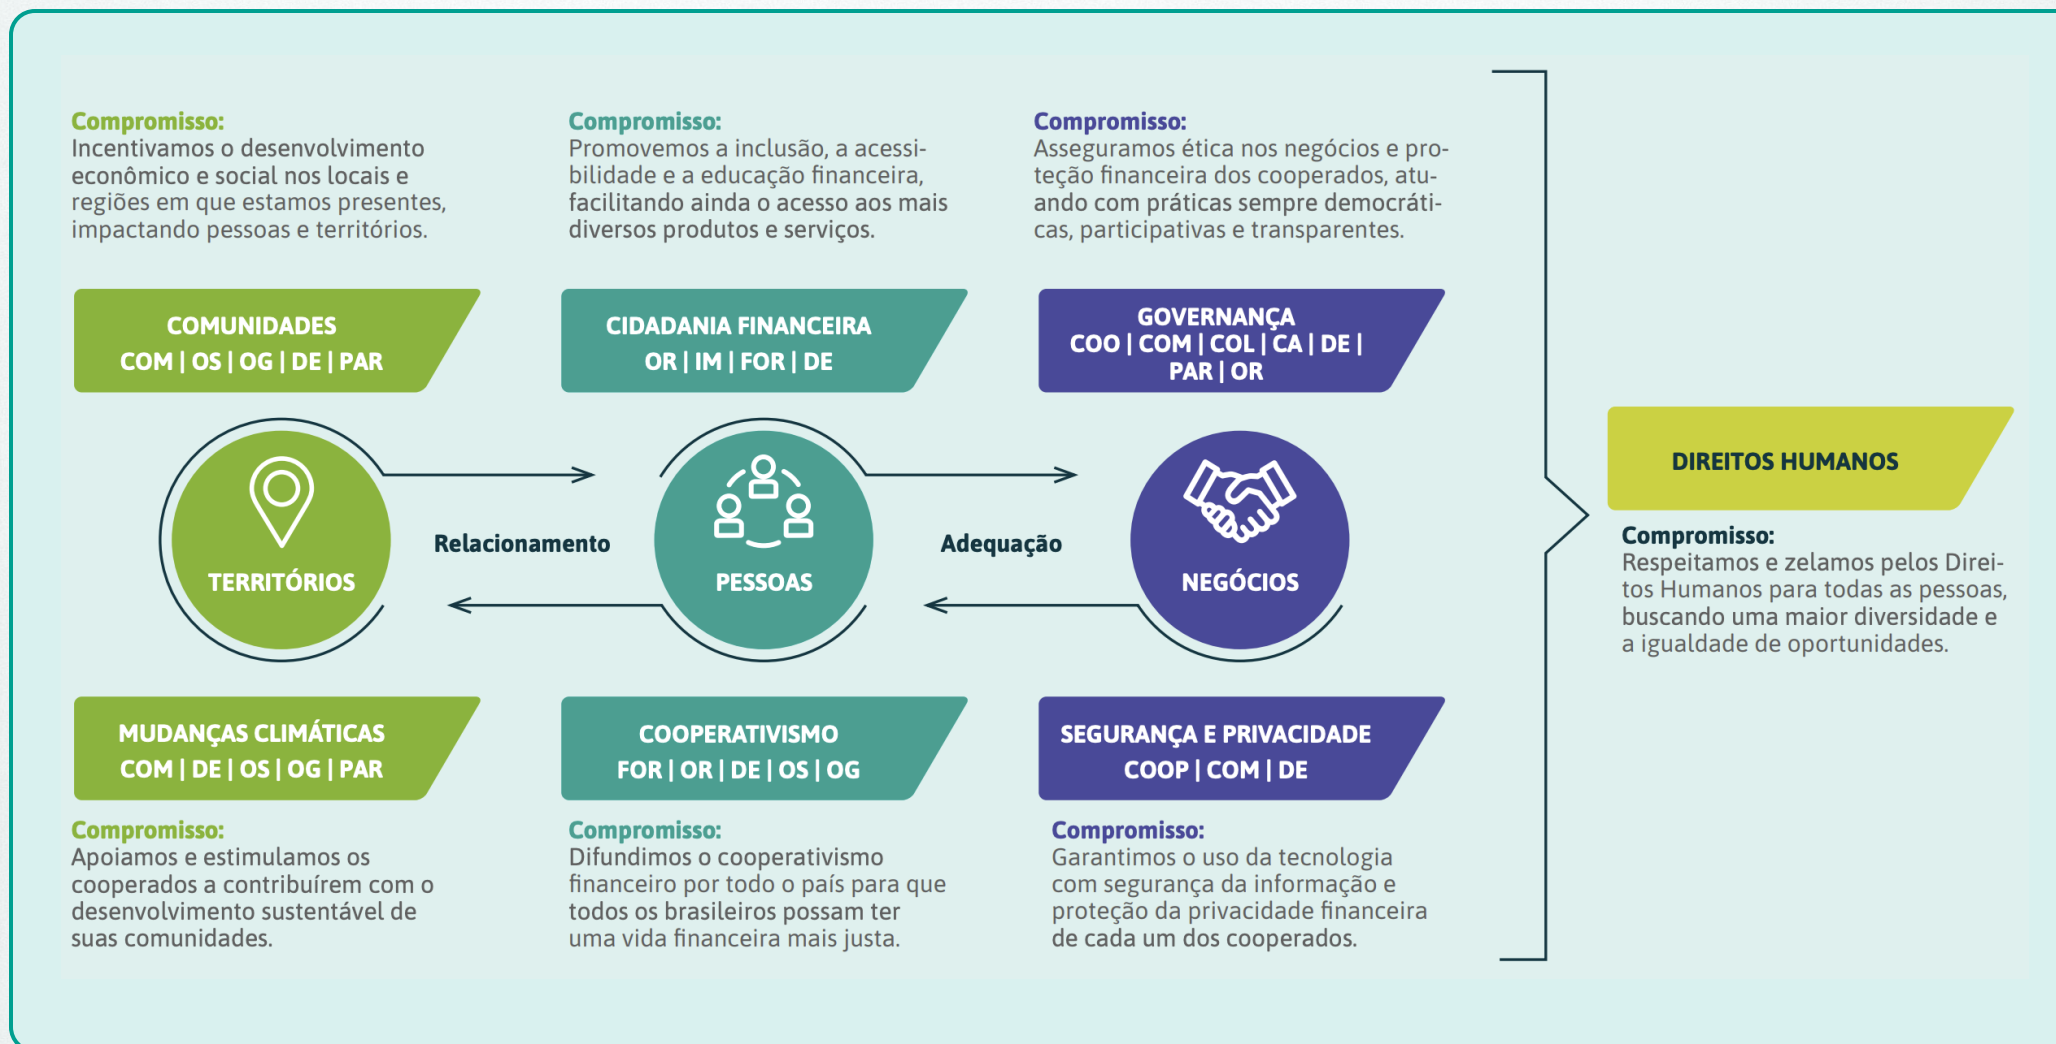 Compromisso:
Incentivamos o desenvolvimento
econômico e social nos locais e
regiões em que estamos presentes,
impactando pessoas e territórios.
Compromisso:
Promovemos a inclusão, a acessi-
bilidade e a educação financeira,
facilitando ainda o acesso aos mais
diversos produtos e serviços.
Compromisso:
Asseguramos ética nos negócios e pro-
teção financeira dos cooperados, atu-
ando com práticas sempre democráti-
cas, participativas e transparentes.
COMUNIDADES
COM | OS | OG | DE | PAR
CIDADANIA FINANCEIRA
OR | IM | FOR | DE
GOVERNANÇA
COO | COM | COL | CA | DE |
PAR | OR
TERRITÓRIOS
Relacionamento
PESSOAS
Adequação
NEGÓCIOS
MUDANÇAS CLIMÁTICAS
COM | DE | OS | OG | PAR
COOPERATIVISMO
FOR | OR | DE | OS | OG
SEGURANÇA E PRIVACIDADE
COOP | COM | DE
Compromisso:
Apoiamos e estimulamos os
cooperados a contribuírem com o
desenvolvimento sustentável de
suas comunidades.
Compromisso:
Difundimos o cooperativismo
financeiro por todo o país para que
todos os brasileiros possam ter
uma vida financeira mais justa.
Compromisso:
Garantimos o uso da tecnologia
com segurança da informação e
proteção da privacidade financeira
de cada um dos cooperados.
DIREITOS HUMANOS
Compromisso:
Respeitamos e zelamos pelos Direi-
tos Humanos para todas as pessoas,
buscando uma maior diversidade e
a igualdade de oportunidades.